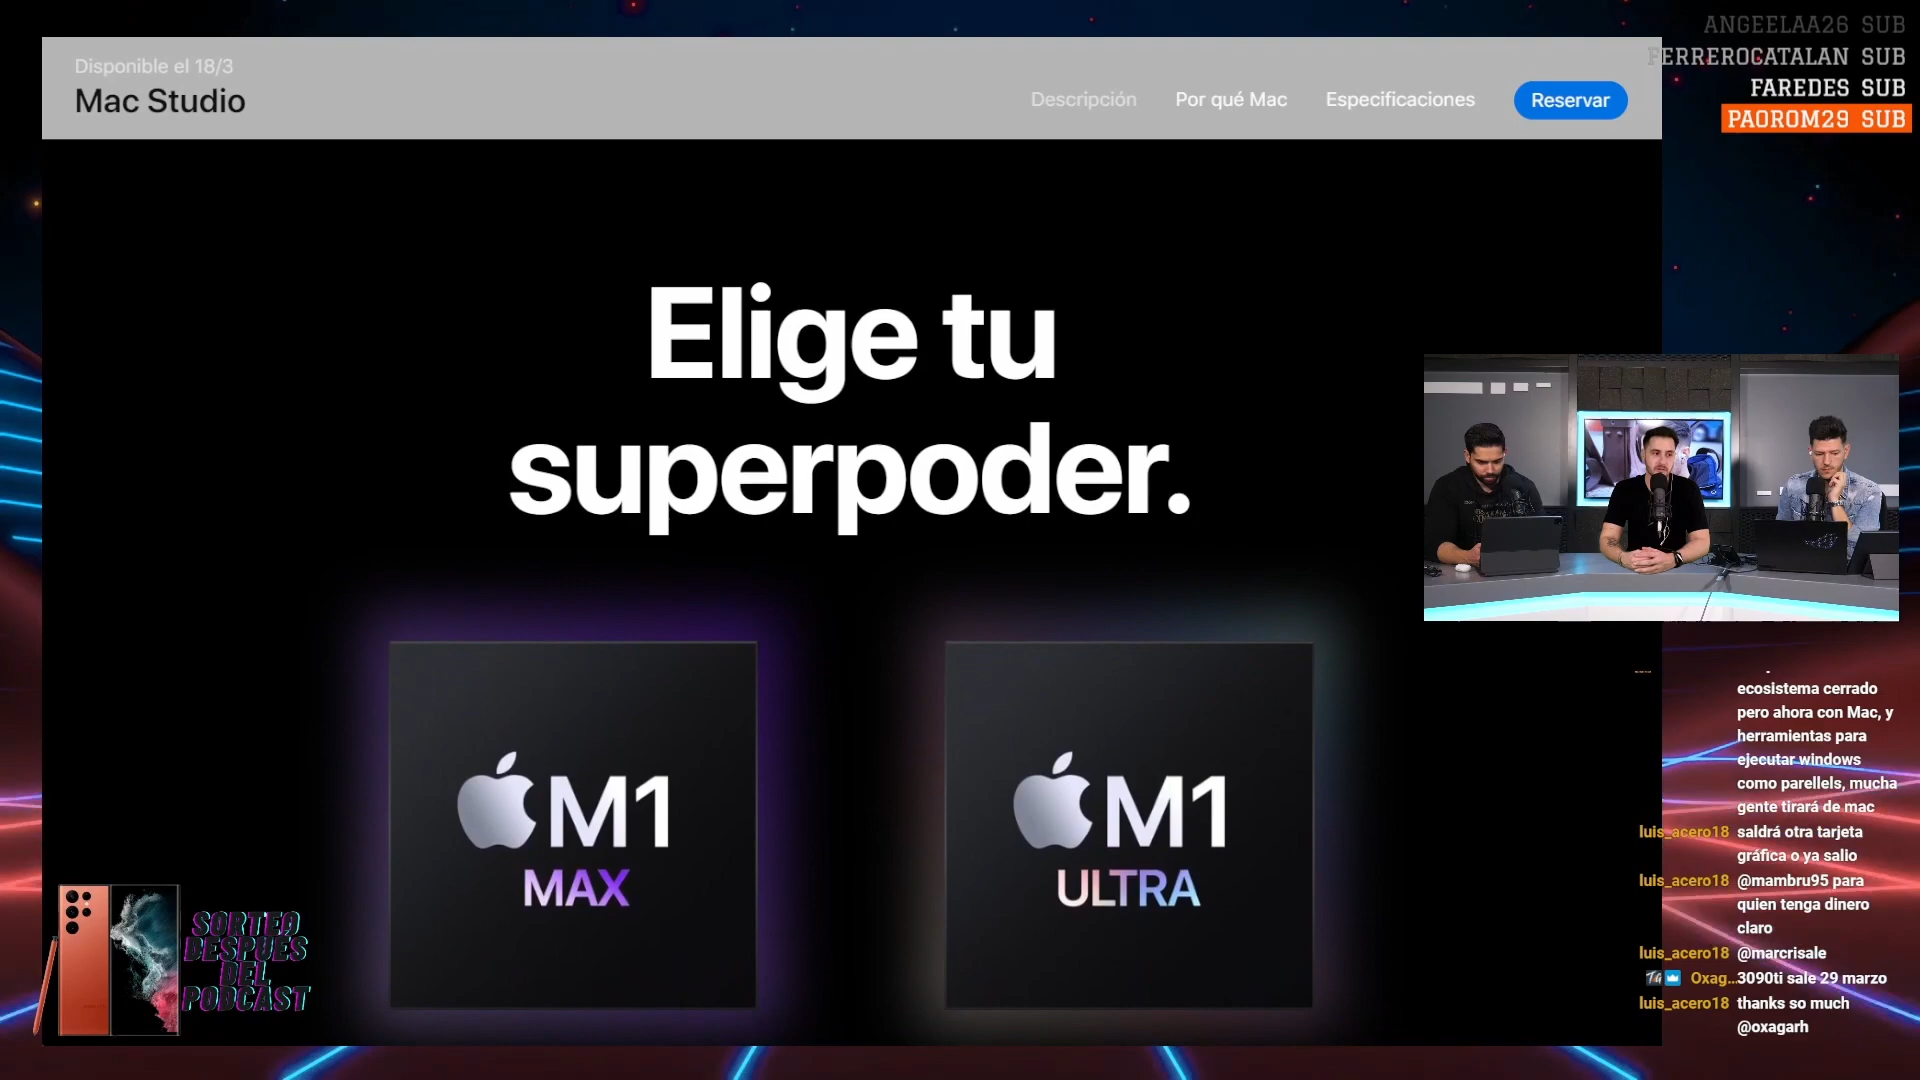 ANGEELAA26 SUB
FERREROCATALAN SUB
FAREDES SUB
PAOROM29 SUB
Disponible el 18/3
Mac Studio
Descripción
Por qué Mac
Especificaciones
Reservar
Elige tu
superpoder.
M1
MAX
M1
ULTRA
SORTEO
DESPUES
DEL
PODCAST
ecosistema cerrado
pero ahora con Mac, y
herramientas para
ejecutar windows
como parellels, mucha
gente tirará de mac
luis_acero18 saldrá otra tarjeta
gráfica o ya salio
luis_acero18 @mambru95 para
quien tenga dinero
claro
luis_acero18 @marcrisale
Oxag...3090ti sale 29 marzo
luis_acero18 thanks so much
@oxagarh